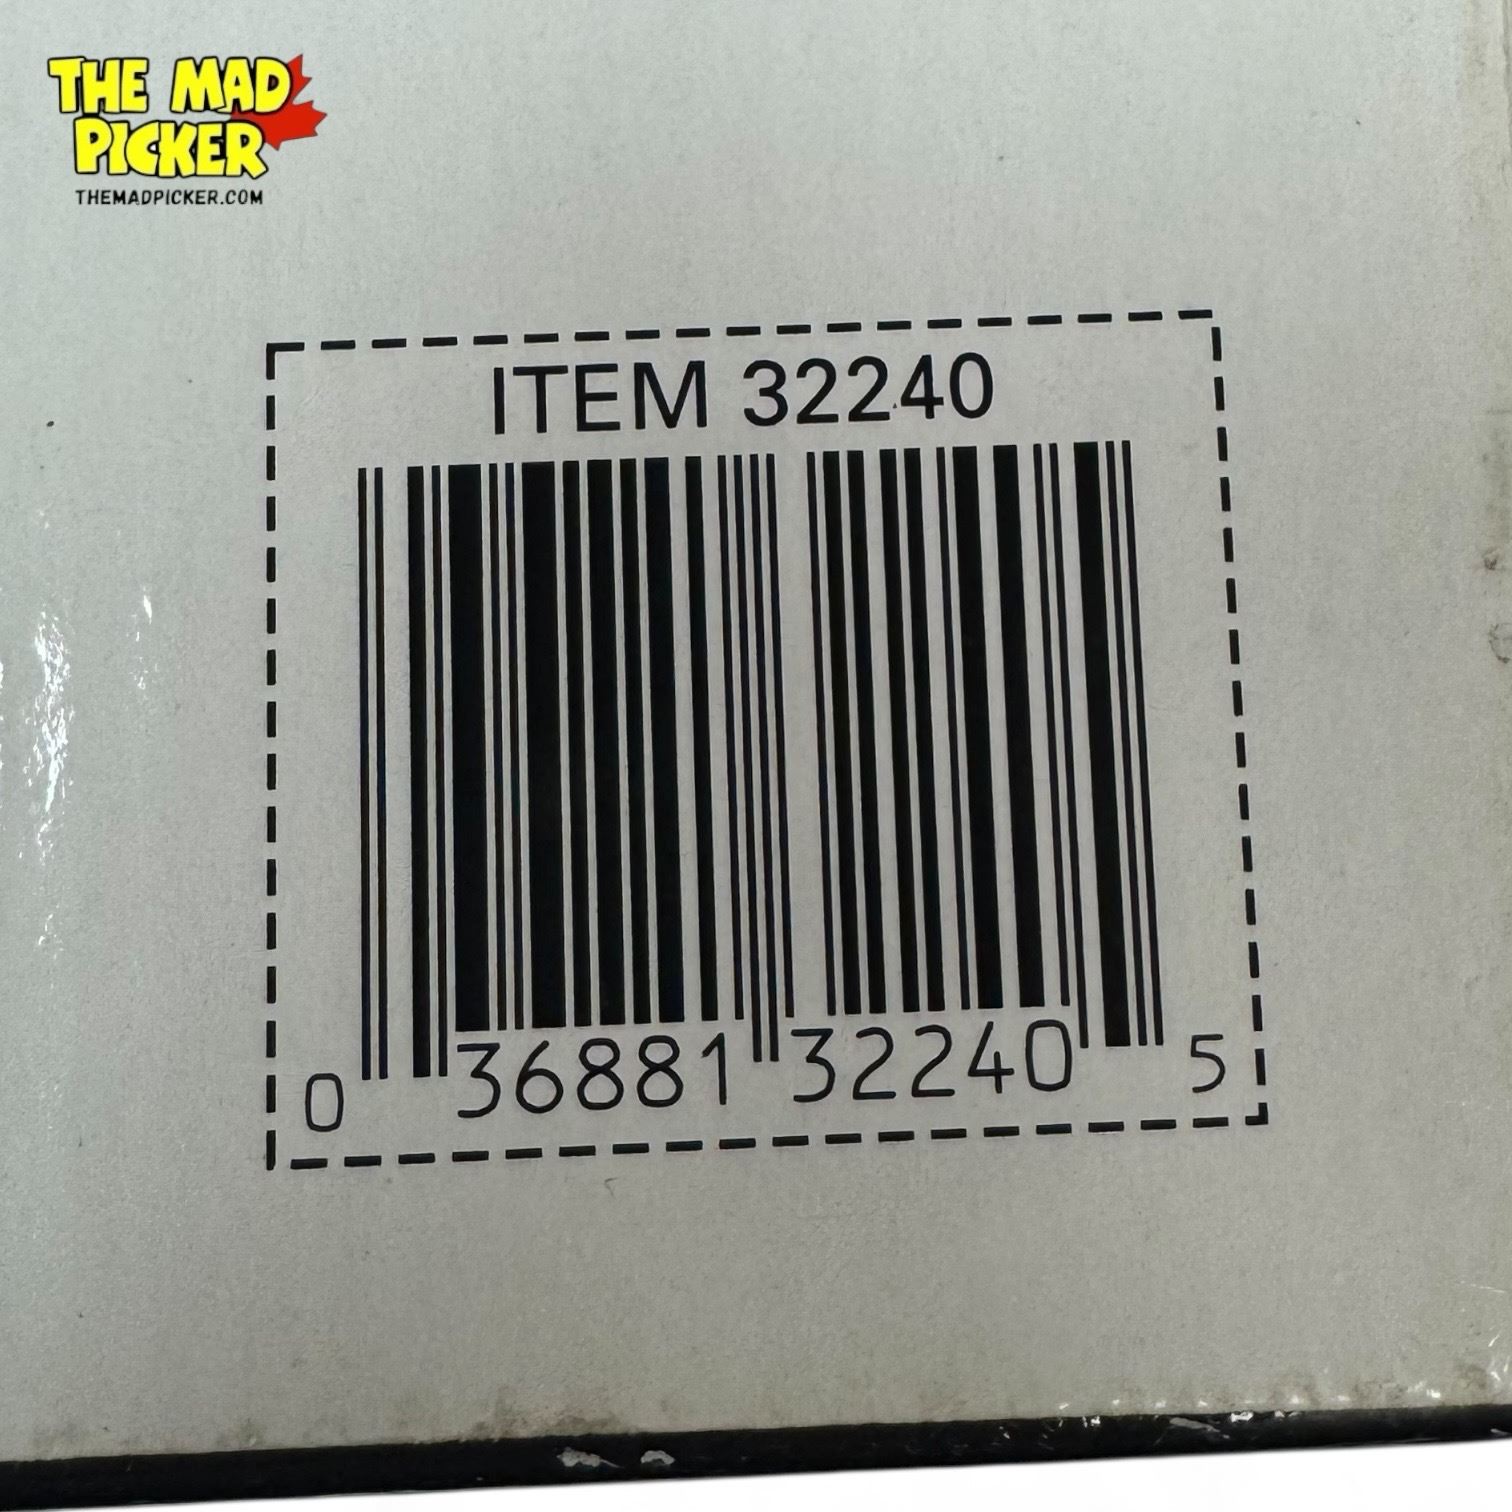 THE MAD
PICKER
THEMADPICKER.COM
ITEM 32240
0 36881 32240 5